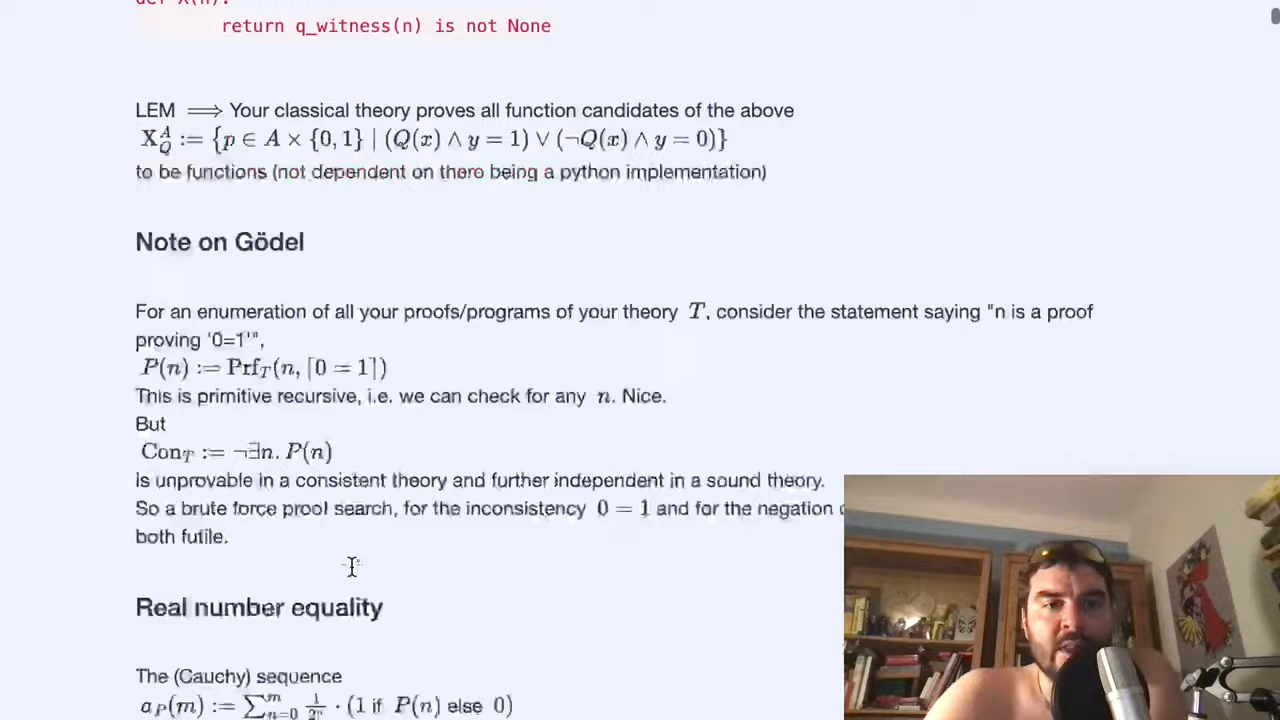 def X(n):
return q_witness(n) is not None
LEM ⟹ Your classical theory proves all function candidates of the above
X_Q^A := {p ∈ A × {0, 1} | (Q(x) ∧ y = 1) ∨ (¬Q(x) ∧ y = 0)}
to be functions (not dependent on there being a python implementation)
Note on Gödel
For an enumeration of all your proofs/programs of your theory T, consider the statement saying "n is a proof
proving '0=1'",
P(n) := Prf_T(n, ⌈0 = 1⌉)
This is primitive recursive, i.e. we can check for any n. Nice.
But
Con_T := ¬∃n. P(n)
is unprovable in a consistent theory and further independent in a sound theory.
So a brute force proof search, for the inconsistency 0 = 1 and for the negation
both futile.
Real number equality
The (Cauchy) sequence
a_P(m) := ∑_{n=0}^m 1/2^n · (1 if P(n) else 0)